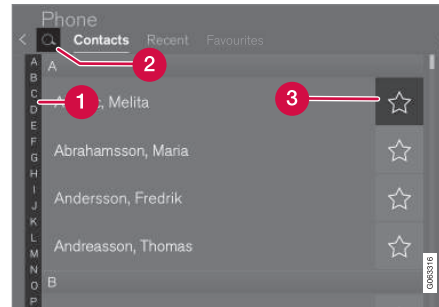 Phone
Contacts Recent Favourites
A
B
C
D
E
F
G
H
I
J
K
L
M
N
O
P
A
Melita
Abrahamsson, Maria
Andersson, Fredrik
Andreasson, Thomas
B
1
2
3
G063316